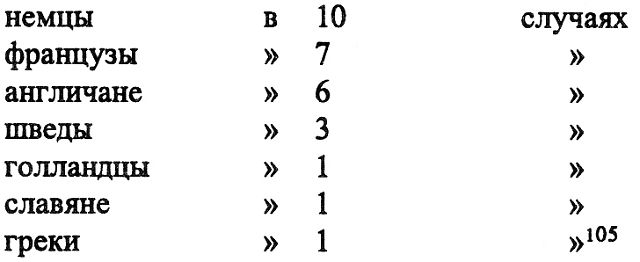 немцы в 10 случаях
французы » 7 »
англичане » 6 »
шведы » 3 »
голландцы » 1 »
славяне » 1 »
греки » 1 »105